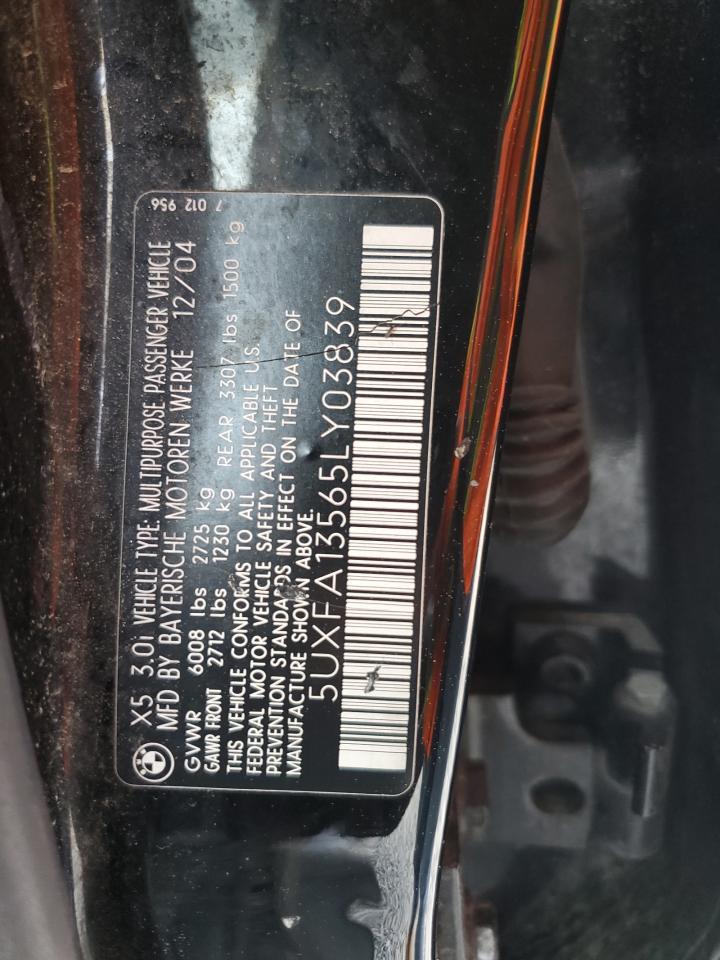 7 012 956
X5 3.0i VEHICLE TYPE: MULTIPURPOSE PASSENGER VEHICLE
MFD BY BAYERISCHE MOTOREN WERKE 12/04
GVWR 6008 lbs 2725 kg
GAWR FRONT 2712 lbs 1230 kg REAR 3307 lbs 1500 kg
THIS VEHICLE CONFORMS TO ALL APPLICABLE U.S.
FEDERAL MOTOR VEHICLE SAFETY AND THEFT
PREVENTION STANDARDS IN EFFECT ON THE DATE OF
MANUFACTURE SHOWN ABOVE.
5UXFA13565LY03839